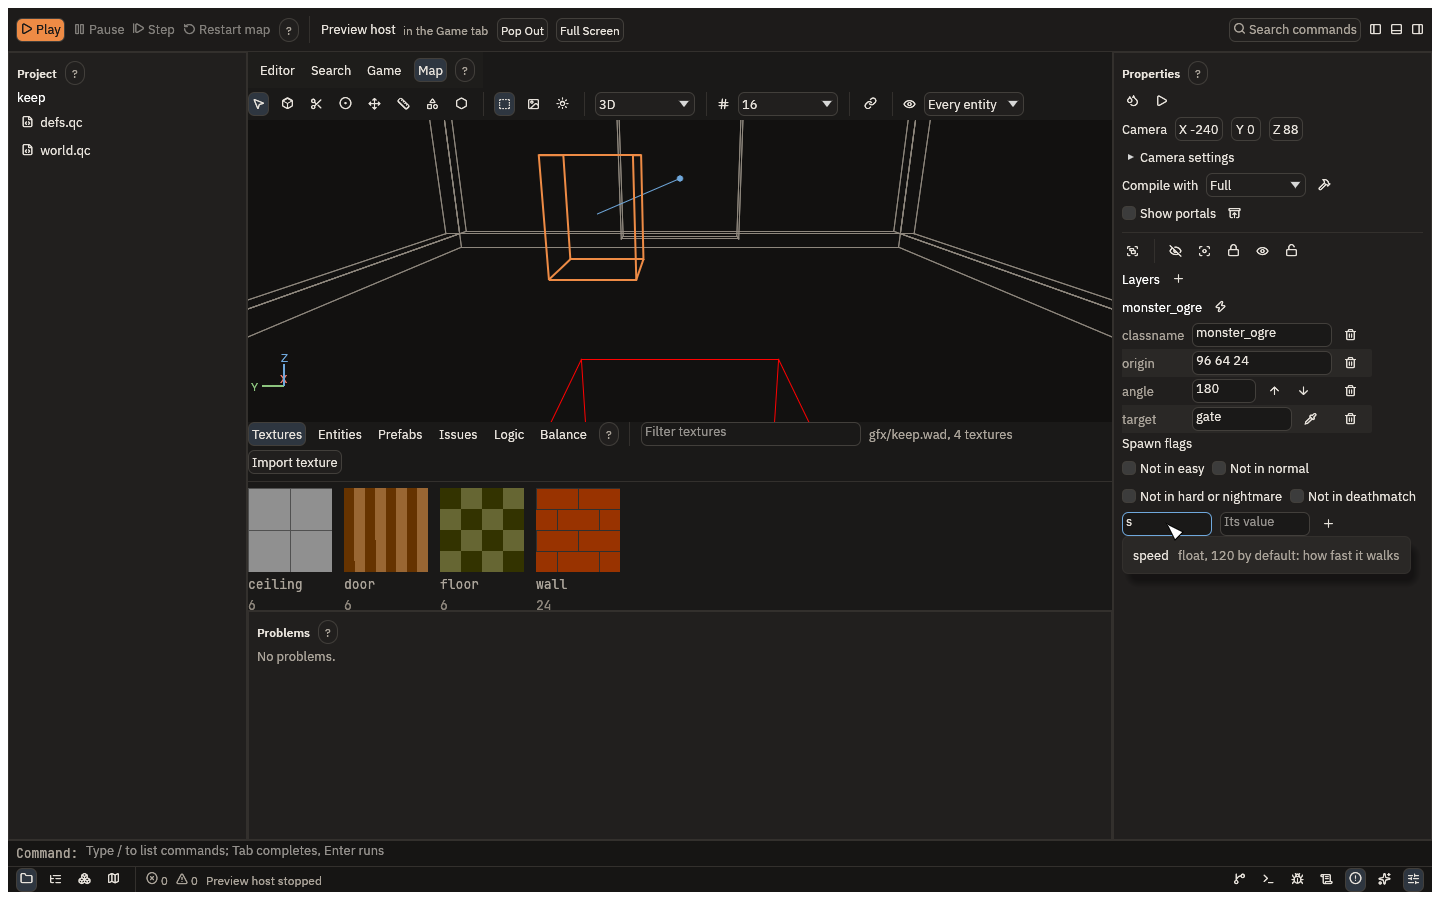 Play Pause Step Restart map ? Preview host in the Game tab Pop Out Full Screen Search commands
Project ?
keep
defs.qc
world.qc
Editor Search Game Map ?
3D # 16 Every entity
Z
Y X
Textures Entities Prefabs Issues Logic Balance ? Filter textures gfx/keep.wad, 4 textures
Import texture
ceiling door floor wall
6 6 6 24
Problems ?
No problems.
Properties ?
Camera X -240 Y 0 Z 88
Camera settings
Compile with Full
Show portals
Layers +
monster_ogre
classname monster_ogre
origin 96 64 24
angle 180
target gate
Spawn flags
Not in easy Not in normal
Not in hard or nightmare Not in deathmatch
s Its value +
speed float, 120 by default: how fast it walks
Command: Type / to list commands; Tab completes, Enter runs
0 0 Preview host stopped